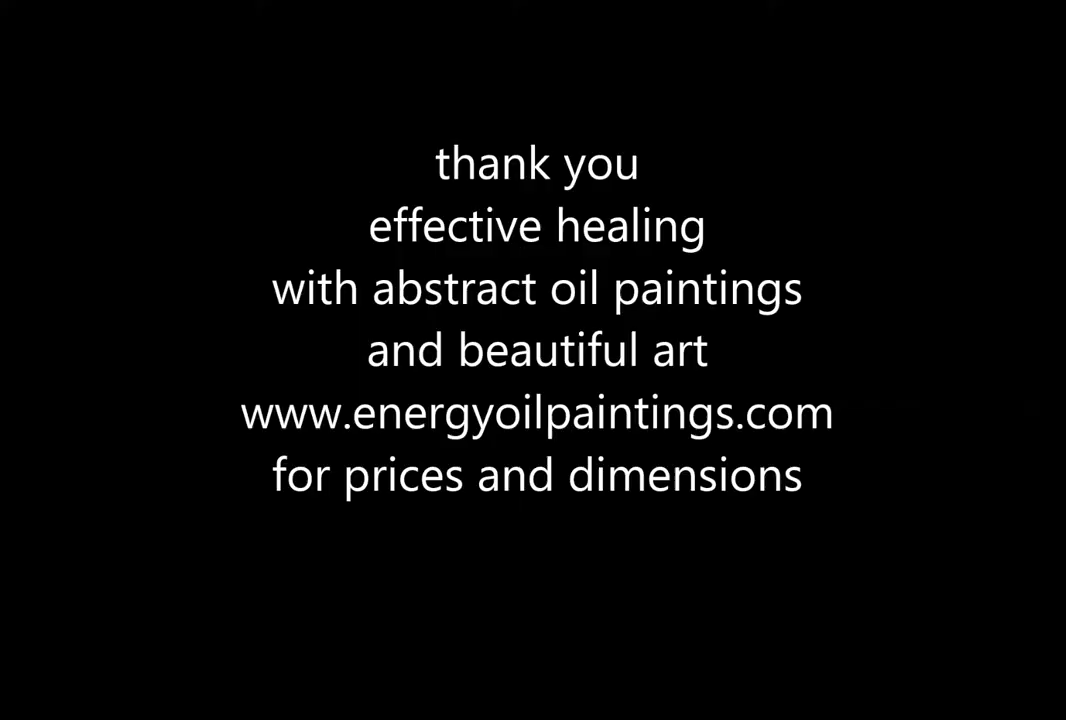 thank you
effective healing
with abstract oil paintings
and beautiful art
www.energyoilpaintings.com
for prices and dimensions